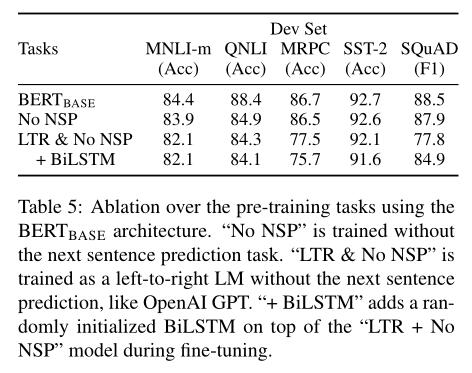 Dev Set
Tasks MNLI-m QNLI MRPC SST-2 SQuAD
(Acc) (Acc) (Acc) (Acc) (F1)
BERTBASE 84.4 88.4 86.7 92.7 88.5
No NSP 83.9 84.9 86.5 92.6 87.9
LTR & No NSP 82.1 84.3 77.5 92.1 77.8
+ BiLSTM 82.1 84.1 75.7 91.6 84.9
Table 5: Ablation over the pre-training tasks using the
BERTBASE architecture. “No NSP” is trained without
the next sentence prediction task. “LTR & No NSP” is
trained as a left-to-right LM without the next sentence
prediction, like OpenAI GPT. “+ BiLSTM” adds a ran-
domly initialized BiLSTM on top of the “LTR + No
NSP” model during fine-tuning.